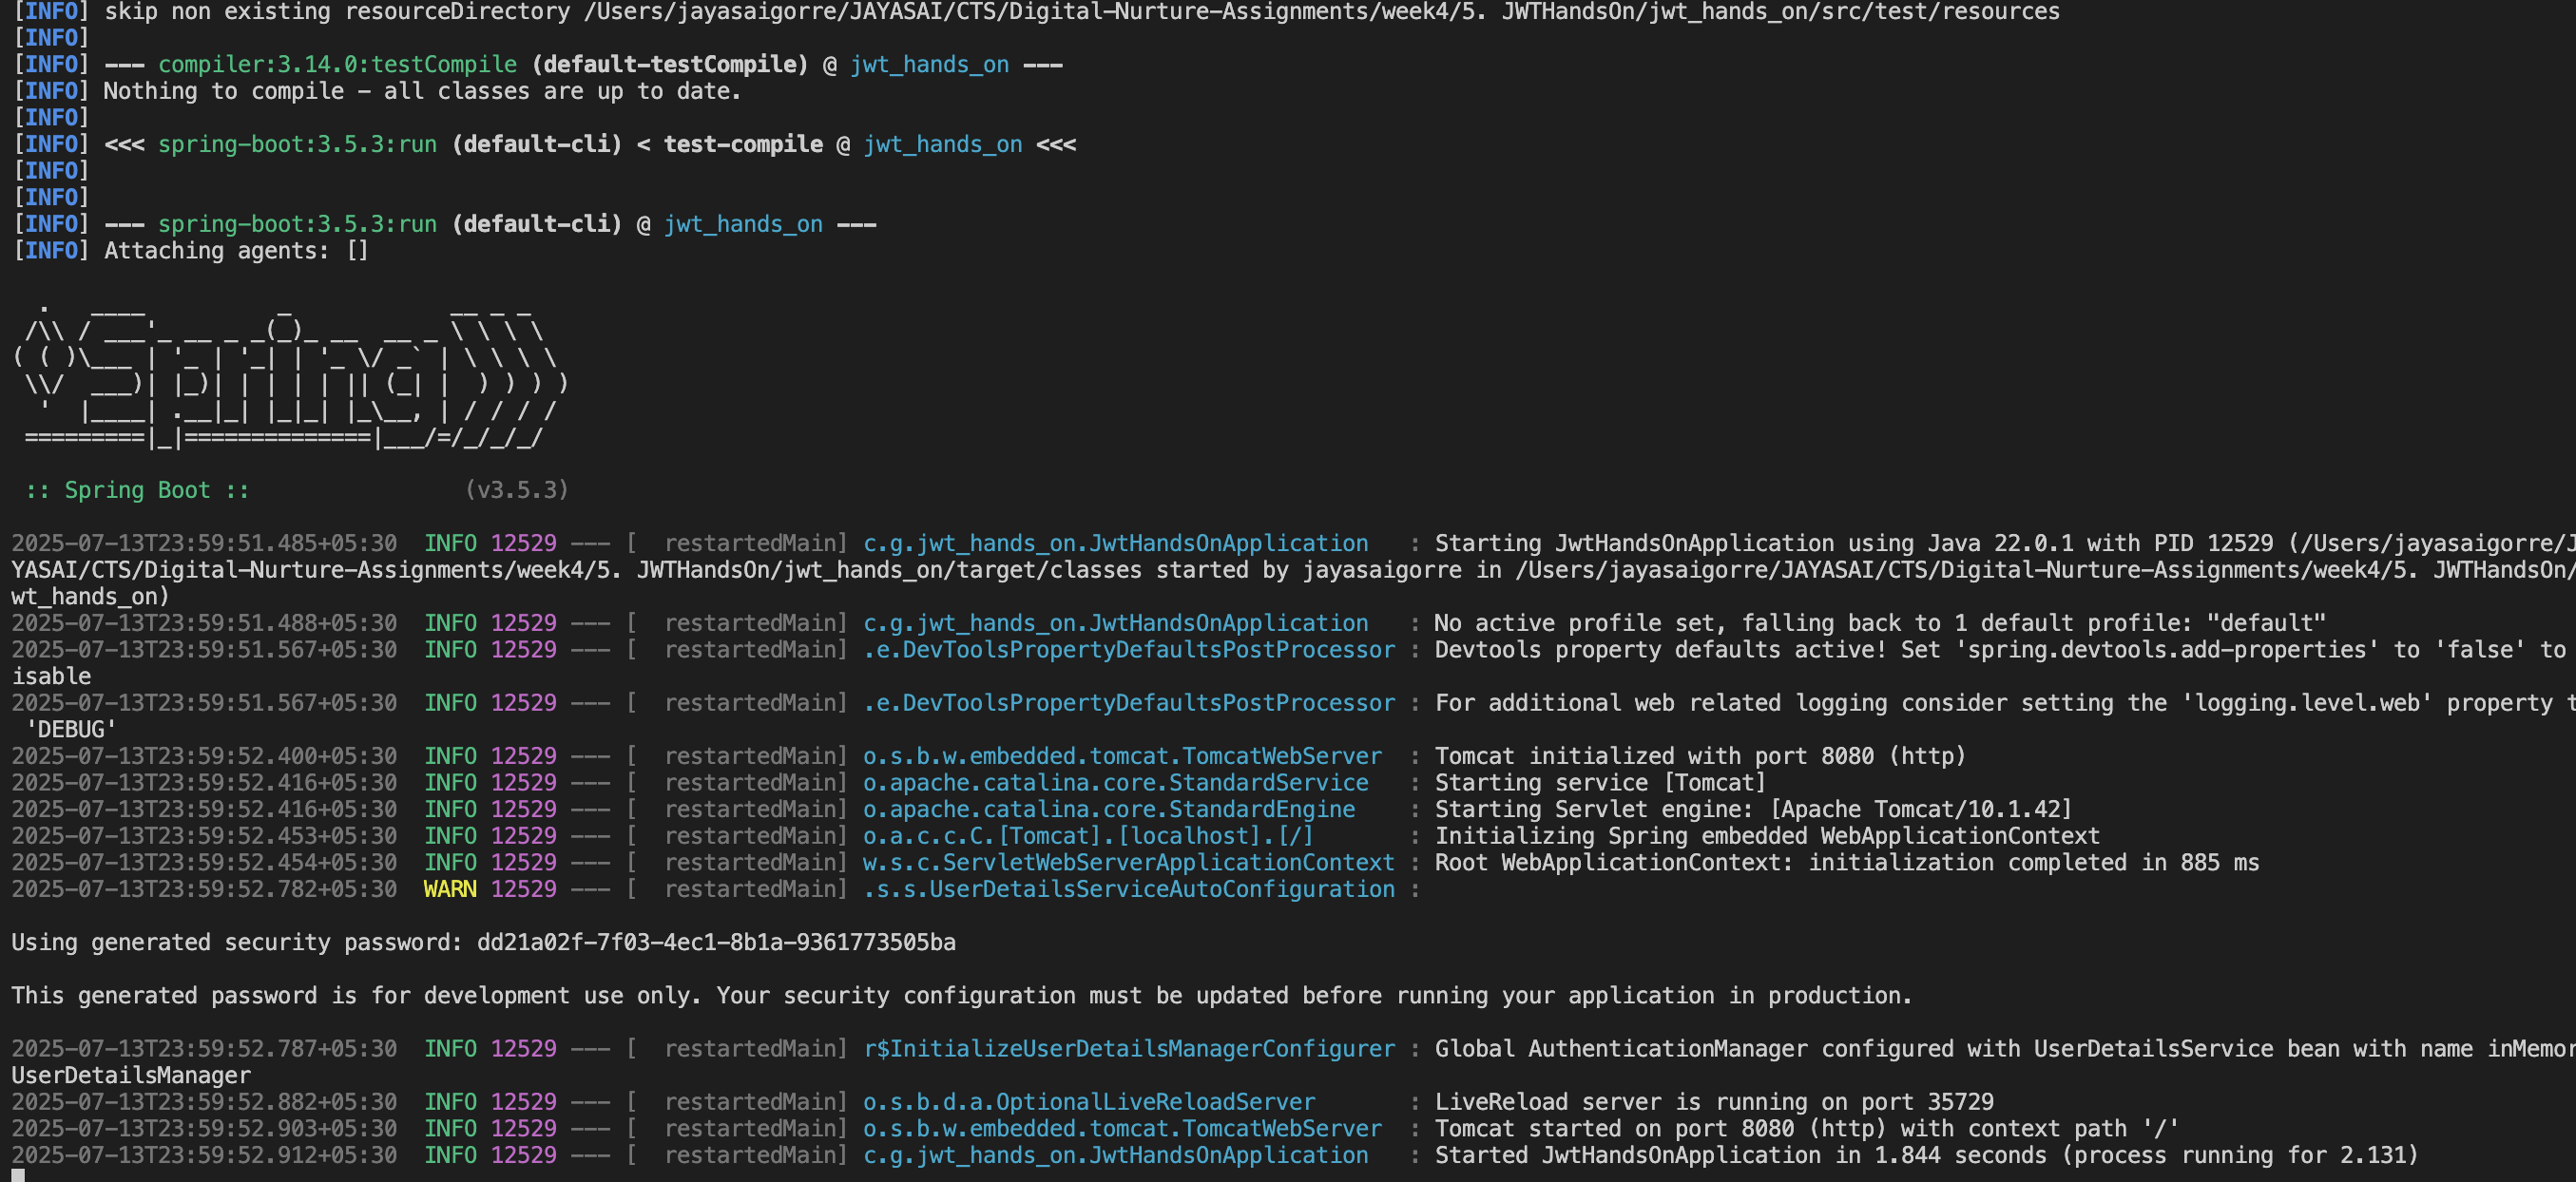 [INFO] skip non existing resourceDirectory /Users/jayasaigorre/JAYASAI/CTS/Digital-Nurture-Assignments/week4/5. JWTHandsOn/jwt_hands_on/src/test/resources
[INFO]
[INFO] --- compiler:3.14.0:testCompile (default-testCompile) @ jwt_hands_on ---
[INFO] Nothing to compile - all classes are up to date.
[INFO]
[INFO] <<< spring-boot:3.5.3:run (default-cli) < test-compile @ jwt_hands_on <<<
[INFO]
[INFO]
[INFO] --- spring-boot:3.5.3:run (default-cli) @ jwt_hands_on ---
[INFO] Attaching agents: []
  .   ____          _            __ _ _
 /\\ / ___'_ __ _ _(_)_ __  __ _ \ \ \ \
( ( )\___ | '_ | '_| | '_ \/ _` | \ \ \ \
 \\/  ___)| |_)| | | | | || (_| |  ) ) ) )
  '  |____| .__|_| |_|_| |_\__, | / / / /
 =========|_|==============|___/=/_/_/_/
 :: Spring Boot ::                (v3.5.3)
2025-07-13T23:59:51.485+05:30  INFO 12529 --- [  restartedMain] c.g.jwt_hands_on.JwtHandsOnApplication   : Starting JwtHandsOnApplication using Java 22.0.1 with PID 12529 (/Users/jayasaigorre/J
YASAI/CTS/Digital-Nurture-Assignments/week4/5. JWTHandsOn/jwt_hands_on/target/classes started by jayasaigorre in /Users/jayasaigorre/JAYASAI/CTS/Digital-Nurture-Assignments/week4/5. JWTHandsOn/
wt_hands_on)
2025-07-13T23:59:51.488+05:30  INFO 12529 --- [  restartedMain] c.g.jwt_hands_on.JwtHandsOnApplication   : No active profile set, falling back to 1 default profile: "default"
2025-07-13T23:59:51.567+05:30  INFO 12529 --- [  restartedMain] .e.DevToolsPropertyDefaultsPostProcessor : Devtools property defaults active! Set 'spring.devtools.add-properties' to 'false' to
isable
2025-07-13T23:59:51.567+05:30  INFO 12529 --- [  restartedMain] .e.DevToolsPropertyDefaultsPostProcessor : For additional web related logging consider setting the 'logging.level.web' property t
 'DEBUG'
2025-07-13T23:59:52.400+05:30  INFO 12529 --- [  restartedMain] o.s.b.w.embedded.tomcat.TomcatWebServer  : Tomcat initialized with port 8080 (http)
2025-07-13T23:59:52.416+05:30  INFO 12529 --- [  restartedMain] o.apache.catalina.core.StandardService   : Starting service [Tomcat]
2025-07-13T23:59:52.416+05:30  INFO 12529 --- [  restartedMain] o.apache.catalina.core.StandardEngine    : Starting Servlet engine: [Apache Tomcat/10.1.42]
2025-07-13T23:59:52.453+05:30  INFO 12529 --- [  restartedMain] o.a.c.c.C.[Tomcat].[localhost].[/]       : Initializing Spring embedded WebApplicationContext
2025-07-13T23:59:52.454+05:30  INFO 12529 --- [  restartedMain] w.s.c.ServletWebServerApplicationContext : Root WebApplicationContext: initialization completed in 885 ms
2025-07-13T23:59:52.782+05:30  WARN 12529 --- [  restartedMain] .s.s.UserDetailsServiceAutoConfiguration :
Using generated security password: dd21a02f-7f03-4ec1-8b1a-9361773505ba
This generated password is for development use only. Your security configuration must be updated before running your application in production.
2025-07-13T23:59:52.787+05:30  INFO 12529 --- [  restartedMain] r$InitializeUserDetailsManagerConfigurer : Global AuthenticationManager configured with UserDetailsService bean with name inMemor
UserDetailsManager
2025-07-13T23:59:52.882+05:30  INFO 12529 --- [  restartedMain] o.s.b.d.a.OptionalLiveReloadServer       : LiveReload server is running on port 35729
2025-07-13T23:59:52.903+05:30  INFO 12529 --- [  restartedMain] o.s.b.w.embedded.tomcat.TomcatWebServer  : Tomcat started on port 8080 (http) with context path '/'
2025-07-13T23:59:52.912+05:30  INFO 12529 --- [  restartedMain] c.g.jwt_hands_on.JwtHandsOnApplication   : Started JwtHandsOnApplication in 1.844 seconds (process running for 2.131)